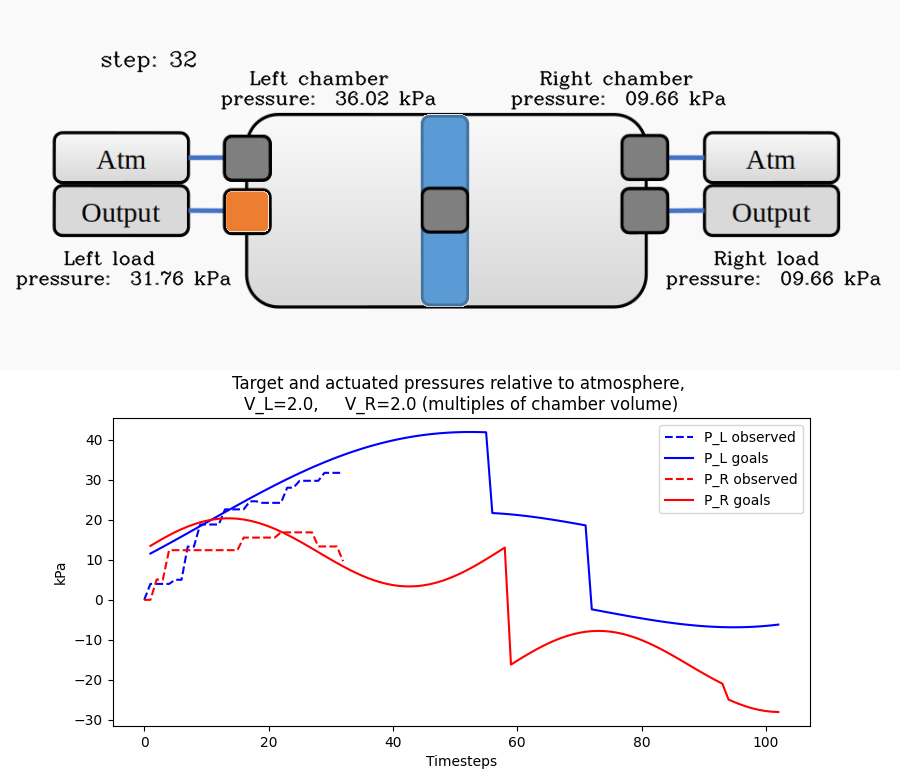 step: 32
Left chamber
pressure: 36.02 kPa
Right chamber
pressure: 09.66 kPa
Atm
Output
Atm
Output
Left load
pressure: 31.76 kPa
Right load
pressure: 09.66 kPa
Target and actuated pressures relative to atmosphere,
V_L=2.0, V_R=2.0 (multiples of chamber volume)
P_L observed
P_L goals
P_R observed
P_R goals
40
30
20
10
0
−10
−20
−30
kPa
0 20 40 60 80 100
Timesteps